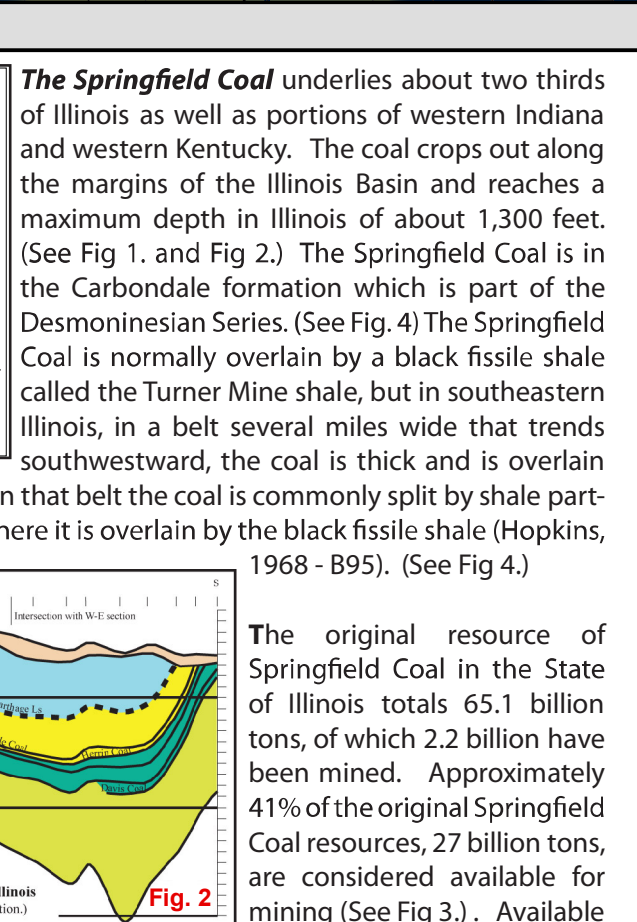 The Springfield Coal underlies about two thirds
of Illinois as well as portions of western Indiana
and western Kentucky. The coal crops out along
the margins of the Illinois Basin and reaches a
maximum depth in Illinois of about 1,300 feet.
(See Fig 1. and Fig 2.) The Springfield Coal is in
the Carbondale formation which is part of the
Desmoninesian Series. (See Fig. 4) The Springfield
Coal is normally overlain by a black fissile shale
called the Turner Mine shale, but in southeastern
Illinois, in a belt several miles wide that trends
southwestward, the coal is thick and is overlain
n that belt the coal is commonly split by shale part-
here it is overlain by the black fissile shale (Hopkins,
1968 - B95). (See Fig 4.)
S
Intersection with W-E section
arthage Ls
Coal
Herrin Coal
Davis Coal
llinois
tion.)
Fig. 2
The original resource of
Springfield Coal in the State
of Illinois totals 65.1 billion
tons, of which 2.2 billion have
been mined. Approximately
41% of the original Springfield
Coal resources, 27 billion tons,
are considered available for
mining (See Fig 3.) . Available